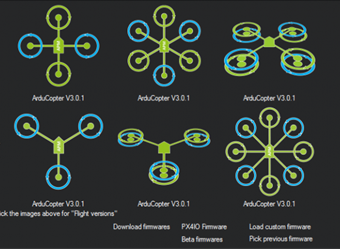 ArduCopter V3.0.1 ArduCopter V3.0.1 ArduCopter V3.0.1
ArduCopter V3.0.1 ArduCopter V3.0.1 ArduCopter V3.0.1
ick the images above for "Flight versions"
Download firmwares PX4IO Firmware Load custom firmware
Beta firmwares Pick previous firmware